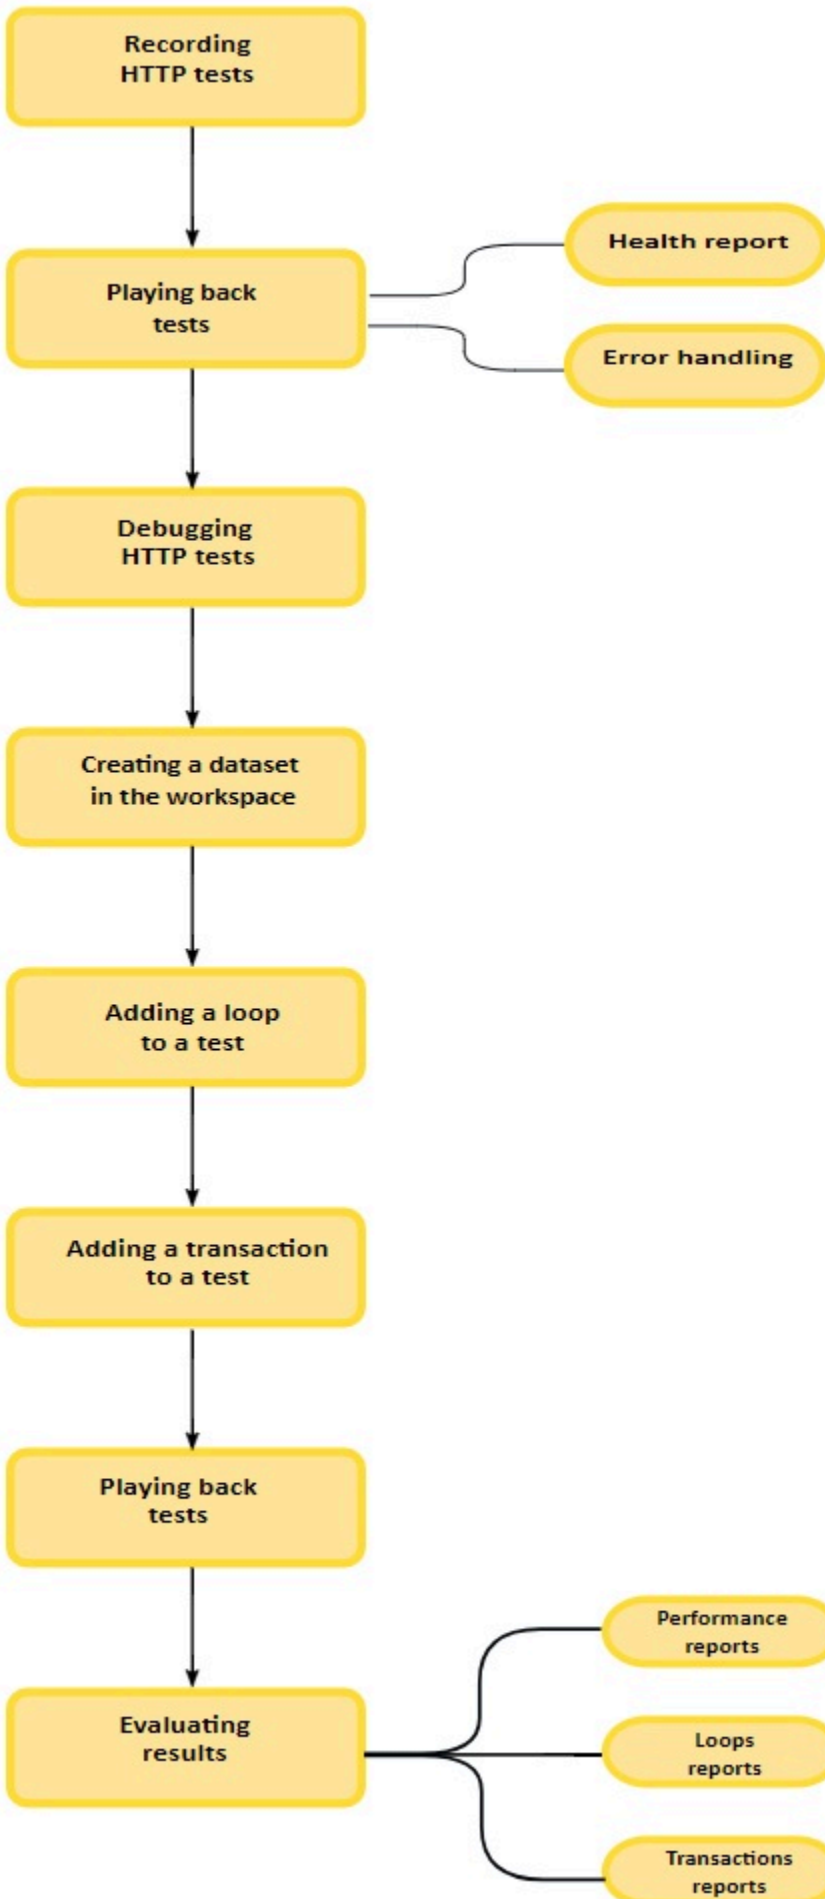 Recording
HTTP tests
Playing back
tests
Health report
Error handling
Debugging
HTTP tests
Creating a dataset
in the workspace
Adding a loop
to a test
Adding a transaction
to a test
Playing back
tests
Evaluating
results
Performance
reports
Loops
reports
Transactions
reports